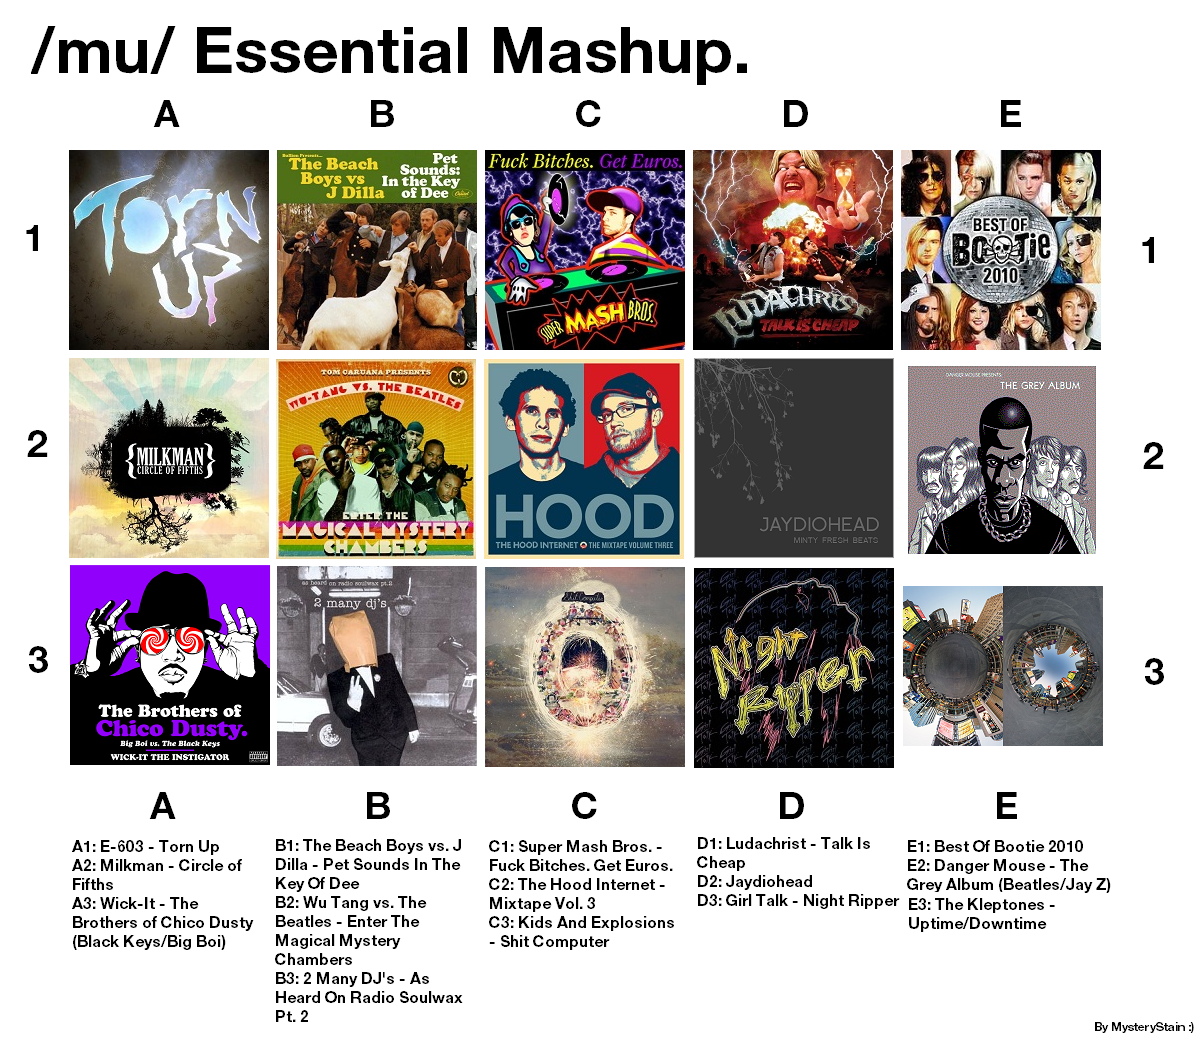 /mu/ Essential Mashup.
A B C D E
1
TORN UP
Ballion Presents...
The Beach Boys vs J Dilla
Pet Sounds: In the Key of Dee
Capitol
Fuck Bitches. Get Euros.
SUPER MASH BROS.
LUDACHRIST
TALK IS CHEAP
BEST OF
BOOTIE
2010
1
2
{MILKMAN}
CIRCLE OF FIFTHS
TOM CARUANA PRESENTS
WU-TANG VS. THE BEATLES
ENTER THE
MAGICAL MYSTERY
CHAMBERS
HOOD
THE HOOD INTERNET THE MIXTAPE VOLUME THREE
JAYDIOHEAD
MINTY FRESH BEATS
DANGER MOUSE PRESENTS
THE GREY ALBUM
2
3
The Brothers of
Chico Dusty.
Big Boi vs. The Black Keys
WICK-IT THE INSTIGATOR
as heard on radio soulwax pt.2
2 many dj's
Night Ripper
3
A B C D E
A1: E-603 - Torn Up
A2: Milkman - Circle of
Fifths
A3: Wick-It - The
Brothers of Chico Dusty
(Black Keys/Big Boi)
B1: The Beach Boys vs. J
Dilla - Pet Sounds In The
Key Of Dee
B2: Wu Tang vs. The
Beatles - Enter The
Magical Mystery
Chambers
B3: 2 Many DJ's - As
Heard On Radio Soulwax
Pt. 2
C1: Super Mash Bros. -
Fuck Bitches. Get Euros.
C2: The Hood Internet -
Mixtape Vol. 3
C3: Kids And Explosions
- Shit Computer
D1: Ludachrist - Talk Is
Cheap
D2: Jaydiohead
D3: Girl Talk - Night Ripper
E1: Best Of Bootie 2010
E2: Danger Mouse - The
Grey Album (Beatles/Jay Z)
E3: The Kleptones -
Uptime/Downtime
By MysteryStain :)